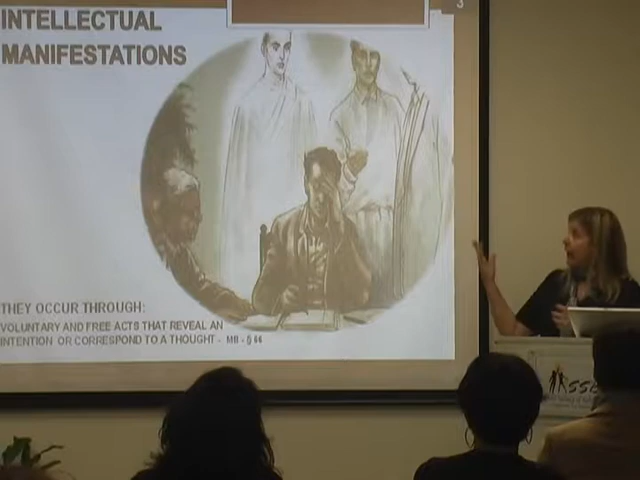 3
INTELLECTUAL
MANIFESTATIONS
THEY OCCUR THROUGH:
VOLUNTARY AND FREE ACTS THAT REVEAL AN
INTENTION OR CORRESPOND TO A THOUGHT - MB - § 66